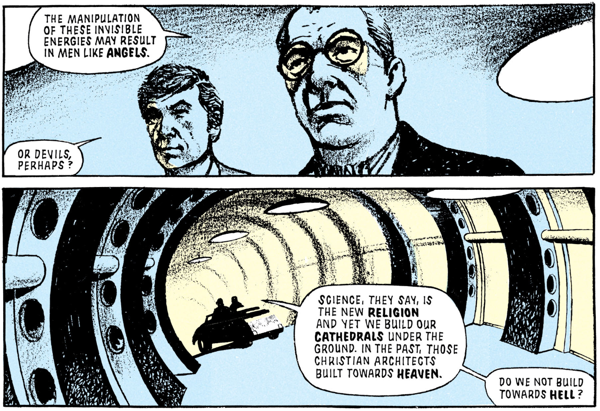 THE MANIPULATION
OF THESE INVISIBLE
ENERGIES MAY RESULT
IN MEN LIKE ANGELS.
OR DEVILS,
PERHAPS?
SCIENCE, THEY SAY, IS
THE NEW RELIGION
AND YET WE BUILD OUR
CATHEDRALS UNDER THE
GROUND. IN THE PAST, THOSE
CHRISTIAN ARCHITECTS
BUILT TOWARDS HEAVEN.
DO WE NOT BUILD
TOWARDS HELL?